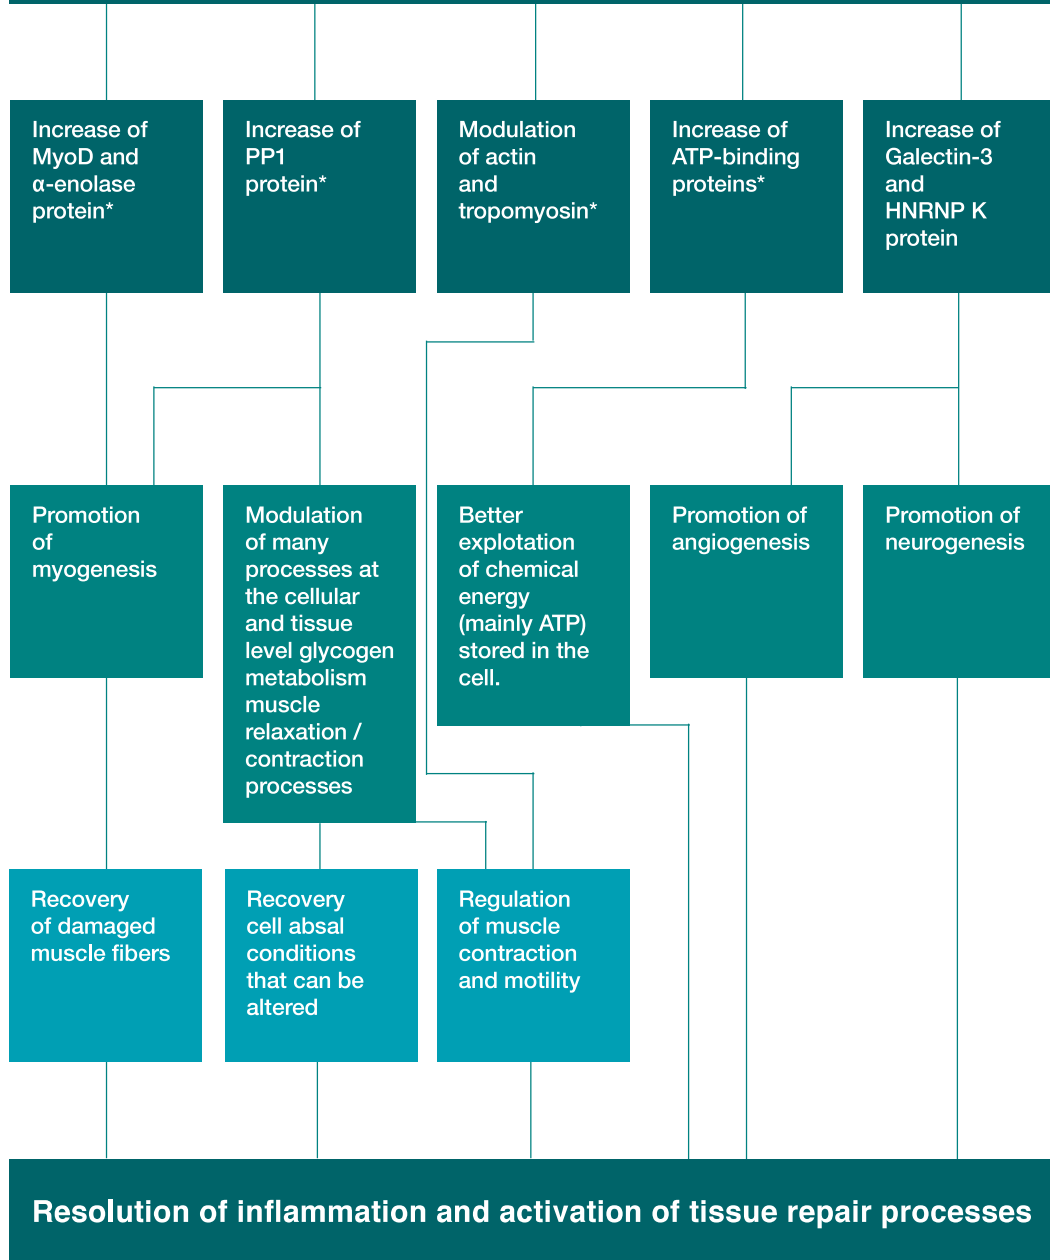 Increase of
MyoD and
α-enolase
protein*
Increase of
PP1
protein*
Modulation
of actin
and
tropomyosin*
Increase of
ATP-binding
proteins*
Increase of
Galectin-3
and
HNRNP K
protein
Promotion
of
myogenesis
Modulation
of many
processes at
the cellular
and tissue
level glycogen
metabolism
muscle
relaxation /
contraction
processes
Better
explotation
of chemical
energy
(mainly ATP)
stored in the
cell.
Promotion of
angiogenesis
Promotion of
neurogenesis
Recovery
of damaged
muscle fibers
Recovery
cell absal
conditions
that can be
altered
Regulation
of muscle
contraction
and motility
Resolution of inflammation and activation of tissue repair processes